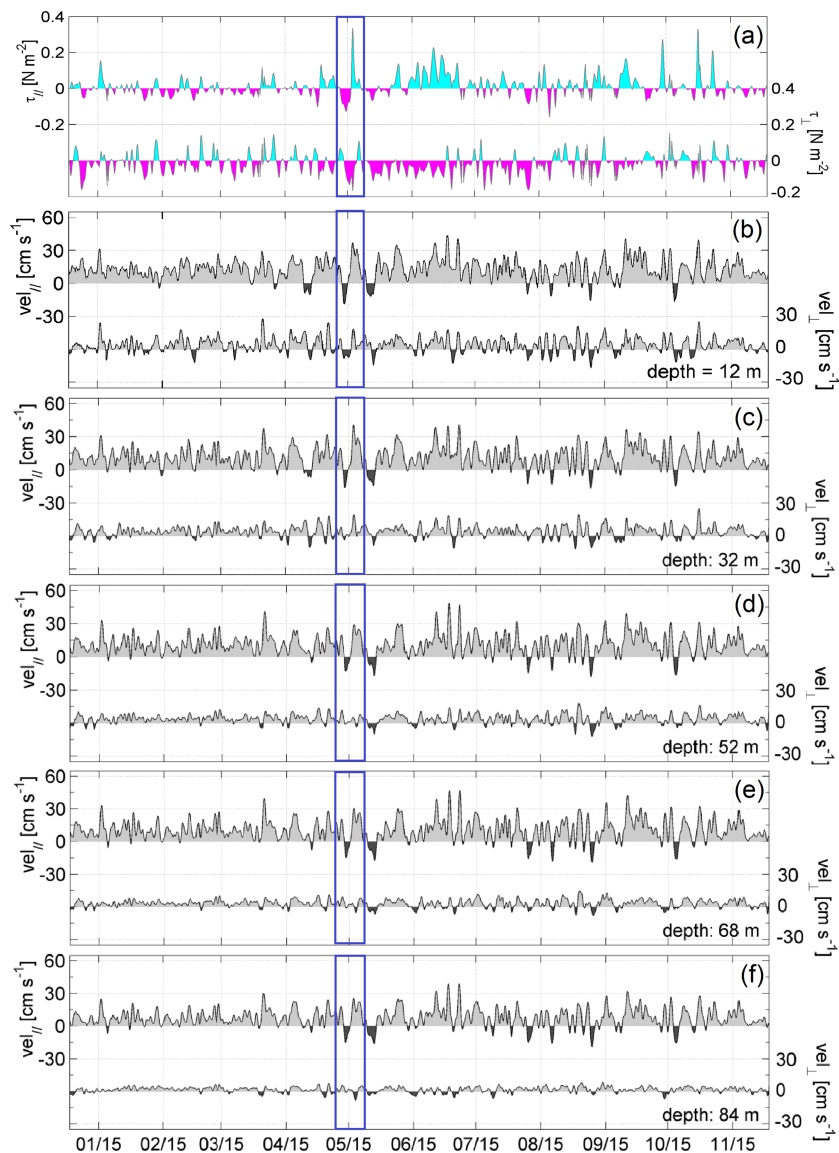 0.4
(a)
τ// [N m-2]
0
0.4
-0.2
0.2
τ⊥ [N m-2]
0
-0.2
60
(b)
vel// [cm s-1]
30
0
-30
30
vel⊥ [cm s-1]
0
depth = 12 m
-30
60
(c)
vel// [cm s-1]
30
0
-30
30
vel⊥ [cm s-1]
0
depth: 32 m
-30
60
(d)
vel// [cm s-1]
30
0
-30
30
vel⊥ [cm s-1]
0
depth: 52 m
-30
60
(e)
vel// [cm s-1]
30
0
-30
30
vel⊥ [cm s-1]
0
depth: 68 m
-30
60
(f)
vel// [cm s-1]
30
0
-30
30
vel⊥ [cm s-1]
0
depth: 84 m
-30
01/15 02/15 03/15 04/15 05/15 06/15 07/15 08/15 09/15 10/15 11/15